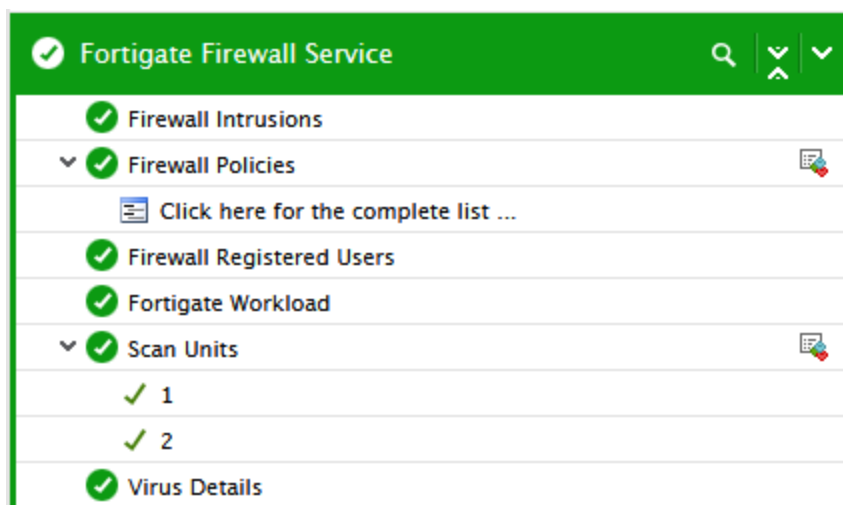 Fortigate Firewall Service
Firewall Intrusions
Firewall Policies
Click here for the complete list ...
Firewall Registered Users
Fortigate Workload
Scan Units
1
2
Virus Details